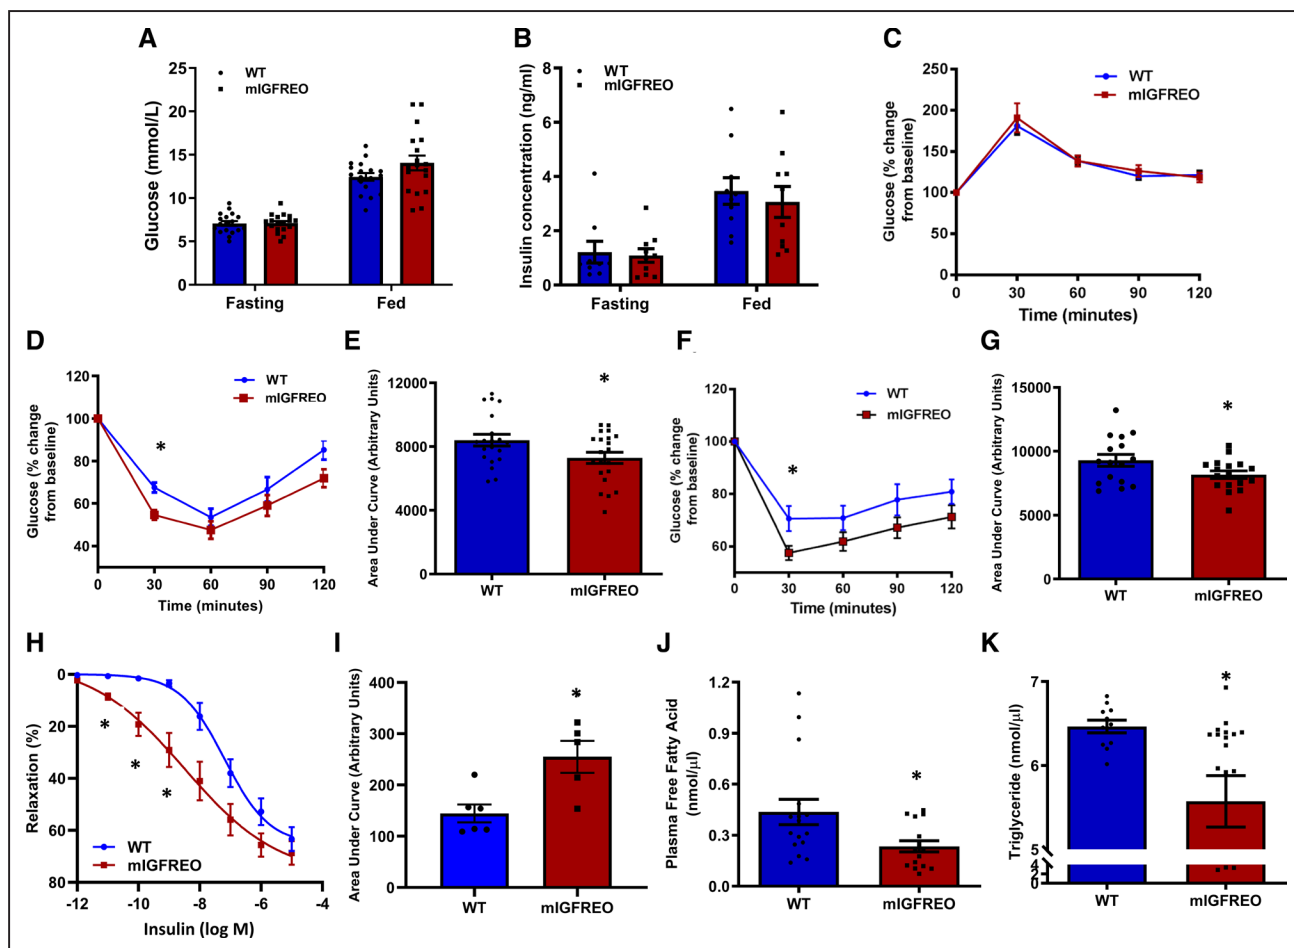 A
WT
mIGFREO
Glucose (mmol/L)
25
20
15
10
5
0
Fasting
Fed
B
WT
mIGFREO
Insulin concentration (ng/ml)
8
6
4
2
0
Fasting
Fed
C
WT
mIGFREO
Glucose (% change
from baseline)
250
200
150
100
50
0
0 30 60 90 120
Time (minutes)
D
WT
mIGFREO
Glucose (% change
from baseline)
120
100
80
60
40
*
0 30 60 90 120
Time (minutes)
E
Area Under Curve (Arbitrary Units)
12000
8000
4000
0
*
WT
mIGFREO
F
WT
mIGFREO
Glucose (% change
from baseline)
120
100
80
60
*
0 30 60 90 120
Time (minutes)
G
Area Under Curve (Arbitrary Units)
15000
10000
5000
0
*
WT
mIGFREO
H
Relaxation (%)
0
20
40
60
80
*
*
*
WT
mIGFREO
-12 -10 -8 -6 -4
Insulin (log M)
I
Area Under Curve (Arbitrary Units)
400
300
200
100
0
*
WT
mIGFREO
J
Plasma Free Fatty Acid
(nmol/µl)
1.2
0.9
0.6
0.3
0.0
*
WT
mIGFREO
K
Triglyceride (nmol/µl)
7
6
5
4
2
0
*
WT
mIGFREO